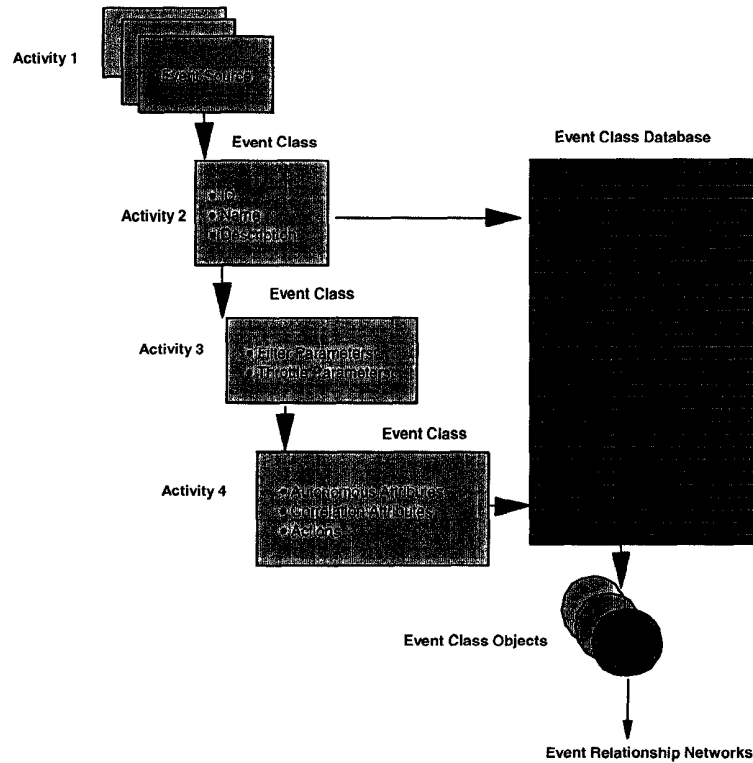 Activity 1
Event Source
Event Class
Event Class Database
Activity 2
• ID
• Name
• Description
Event Class
Activity 3
• Filter Parameters
• Throttle Parameters
Event Class
Activity 4
• Autonomous Attributes
• Correlation Attributes
• Actions
Event Class Objects
Event Relationship Networks